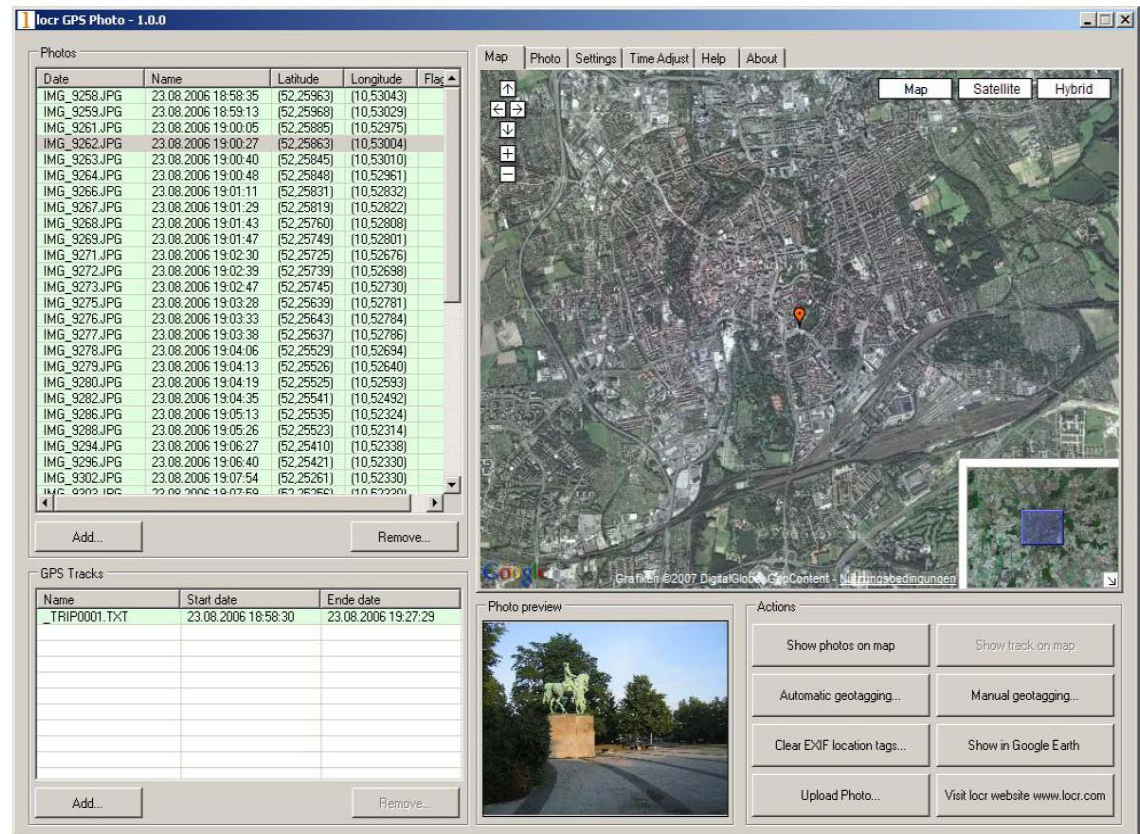 locr GPS Photo - 1.0.0
Photos
Date Name Latitude Longitude Flag
IMG_9258.JPG 23.08.2006 18:58:35 (52,25963) (10,53043)
IMG_9259.JPG 23.08.2006 18:59:13 (52,25968) (10,53029)
IMG_9261.JPG 23.08.2006 19:00:05 (52,25885) (10,52975)
IMG_9262.JPG 23.08.2006 19:00:27 (52,25863) (10,53004)
IMG_9263.JPG 23.08.2006 19:00:40 (52,25845) (10,53010)
IMG_9264.JPG 23.08.2006 19:00:48 (52,25848) (10,52961)
IMG_9266.JPG 23.08.2006 19:01:11 (52,25831) (10,52832)
IMG_9267.JPG 23.08.2006 19:01:29 (52,25819) (10,52822)
IMG_9268.JPG 23.08.2006 19:01:43 (52,25760) (10,52808)
IMG_9269.JPG 23.08.2006 19:01:47 (52,25749) (10,52801)
IMG_9271.JPG 23.08.2006 19:02:30 (52,25725) (10,52676)
IMG_9272.JPG 23.08.2006 19:02:39 (52,25739) (10,52698)
IMG_9273.JPG 23.08.2006 19:02:47 (52,25745) (10,52730)
IMG_9275.JPG 23.08.2006 19:03:28 (52,25639) (10,52781)
IMG_9276.JPG 23.08.2006 19:03:33 (52,25643) (10,52784)
IMG_9277.JPG 23.08.2006 19:03:38 (52,25637) (10,52786)
IMG_9278.JPG 23.08.2006 19:04:06 (52,25529) (10,52694)
IMG_9279.JPG 23.08.2006 19:04:13 (52,25526) (10,52640)
IMG_9280.JPG 23.08.2006 19:04:19 (52,25525) (10,52593)
IMG_9282.JPG 23.08.2006 19:04:35 (52,25541) (10,52492)
IMG_9286.JPG 23.08.2006 19:05:13 (52,25535) (10,52324)
IMG_9288.JPG 23.08.2006 19:05:26 (52,25523) (10,52314)
IMG_9294.JPG 23.08.2006 19:06:27 (52,25410) (10,52338)
IMG_9296.JPG 23.08.2006 19:06:40 (52,25421) (10,52330)
IMG_9302.JPG 23.08.2006 19:07:54 (52,25261) (10,52330)
Add... Remove...
GPS Tracks
Name Start date Ende date
_TRIP0001.TXT 23.08.2006 18:58:30 23.08.2006 19:27:29
Add... Remove...
Map Photo Settings Time Adjust Help About
Map Satellite Hybrid
Google
Grafiken ©2007 DigitalGlobe, GeoContent - Nutzungsbedingungen
Photo preview
Actions
Show photos on map Show track on map
Automatic geotagging... Manual geotagging...
Clear EXIF location tags... Show in Google Earth
Upload Photo... Visit locr website www.locr.com